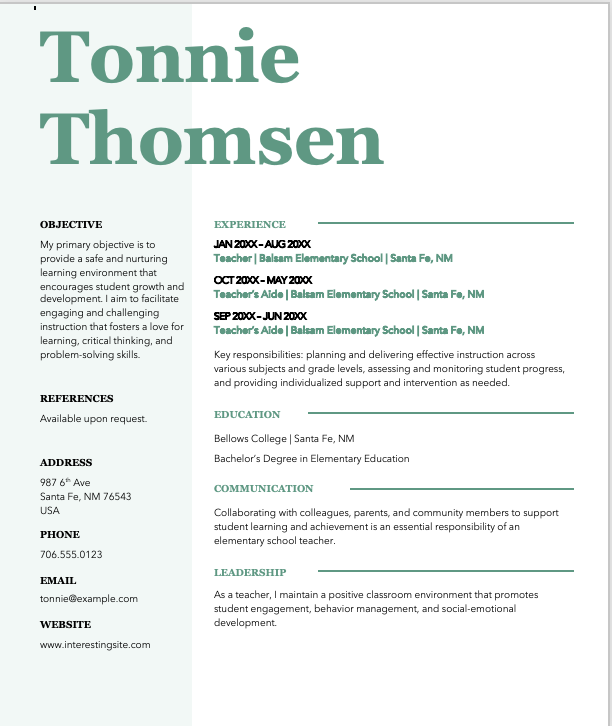 Tonnie
Thomsen
OBJECTIVE
My primary objective is to
provide a safe and nurturing
learning environment that
encourages student growth and
development. I aim to facilitate
engaging and challenging
instruction that fosters a love for
learning, critical thinking, and
problem-solving skills.
REFERENCES
Available upon request.
ADDRESS
987 6th Ave
Santa Fe, NM 76543
USA
PHONE
706.555.0123
EMAIL
tonnie@example.com
WEBSITE
www.interestingsite.com
EXPERIENCE
JAN 20XX – AUG 20XX
Teacher | Balsam Elementary School | Santa Fe, NM
OCT 20XX – MAY 20XX
Teacher's Aide | Balsam Elementary School | Santa Fe, NM
SEP 20XX – JUN 20XX
Teacher's Aide | Balsam Elementary School | Santa Fe, NM
Key responsibilities: planning and delivering effective instruction across
various subjects and grade levels, assessing and monitoring student progress,
and providing individualized support and intervention as needed.
EDUCATION
Bellows College | Santa Fe, NM
Bachelor's Degree in Elementary Education
COMMUNICATION
Collaborating with colleagues, parents, and community members to support
student learning and achievement is an essential responsibility of an
elementary school teacher.
LEADERSHIP
As a teacher, I maintain a positive classroom environment that promotes
student engagement, behavior management, and social-emotional
development.